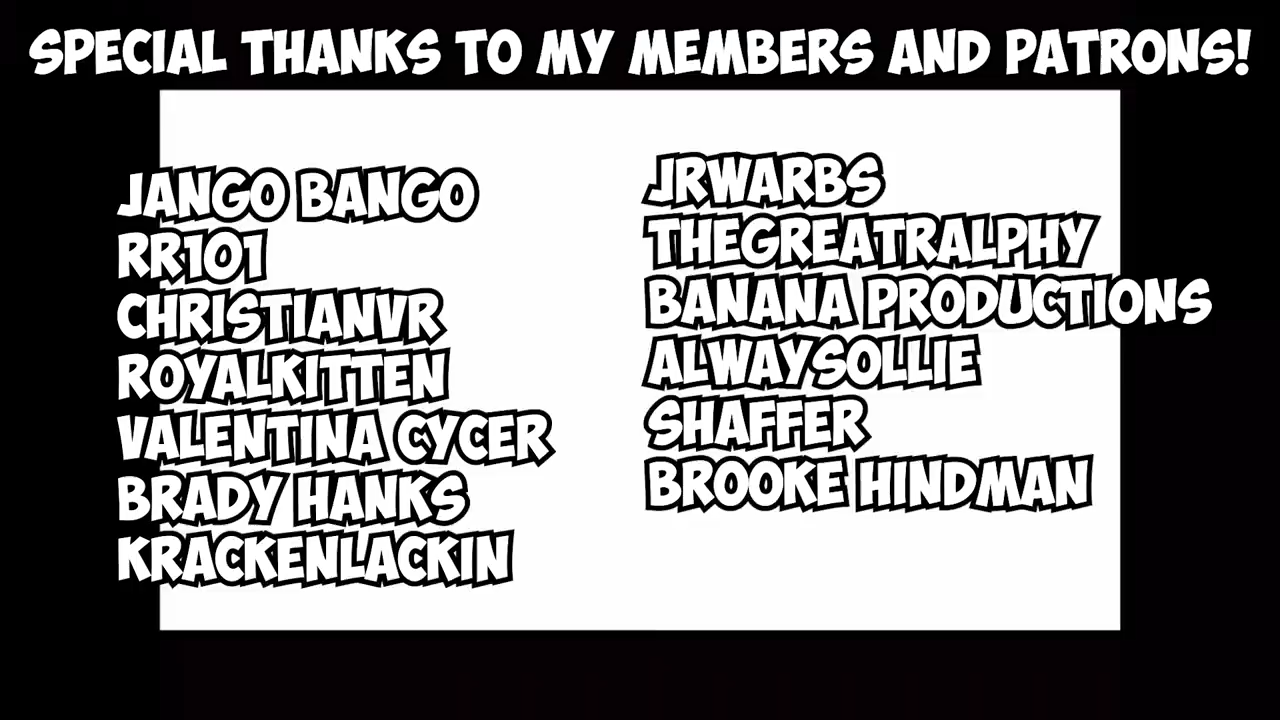 SPECIAL THANKS TO MY MEMBERS AND PATRONS!
JANGO BANGO
RR101
CHRISTIANVR
ROYALKITTEN
VALENTINA CYCER
BRADY HANKS
KRACKENLACKIN
JRWARBS
THEGREATRALPHY
BANANA PRODUCTIONS
ALWAYSOLLIE
SHAFFER
BROOKE HINDMAN